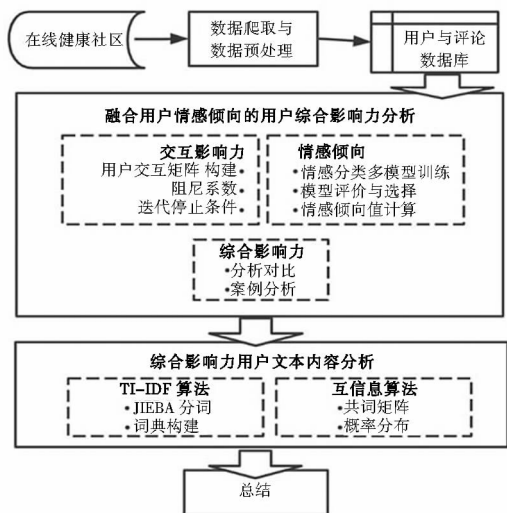 在线健康社区
数据爬取与
数据预处理
用户与评论
数据库
融合用户情感倾向的用户综合影响力分析
交互影响力
用户交互矩阵 构建•
阻尼系数•
迭代停止条件•
情感倾向
•情感分类多模型训练
•模型评价与选择
•情感倾向值计算
综合影响力
•分析对比
•案例分析
综合影响力用户文本内容分析
TI-IDF 算法
•JIEBA 分词
•词典构建
互信息算法
•共词矩阵
•概率分布
总结